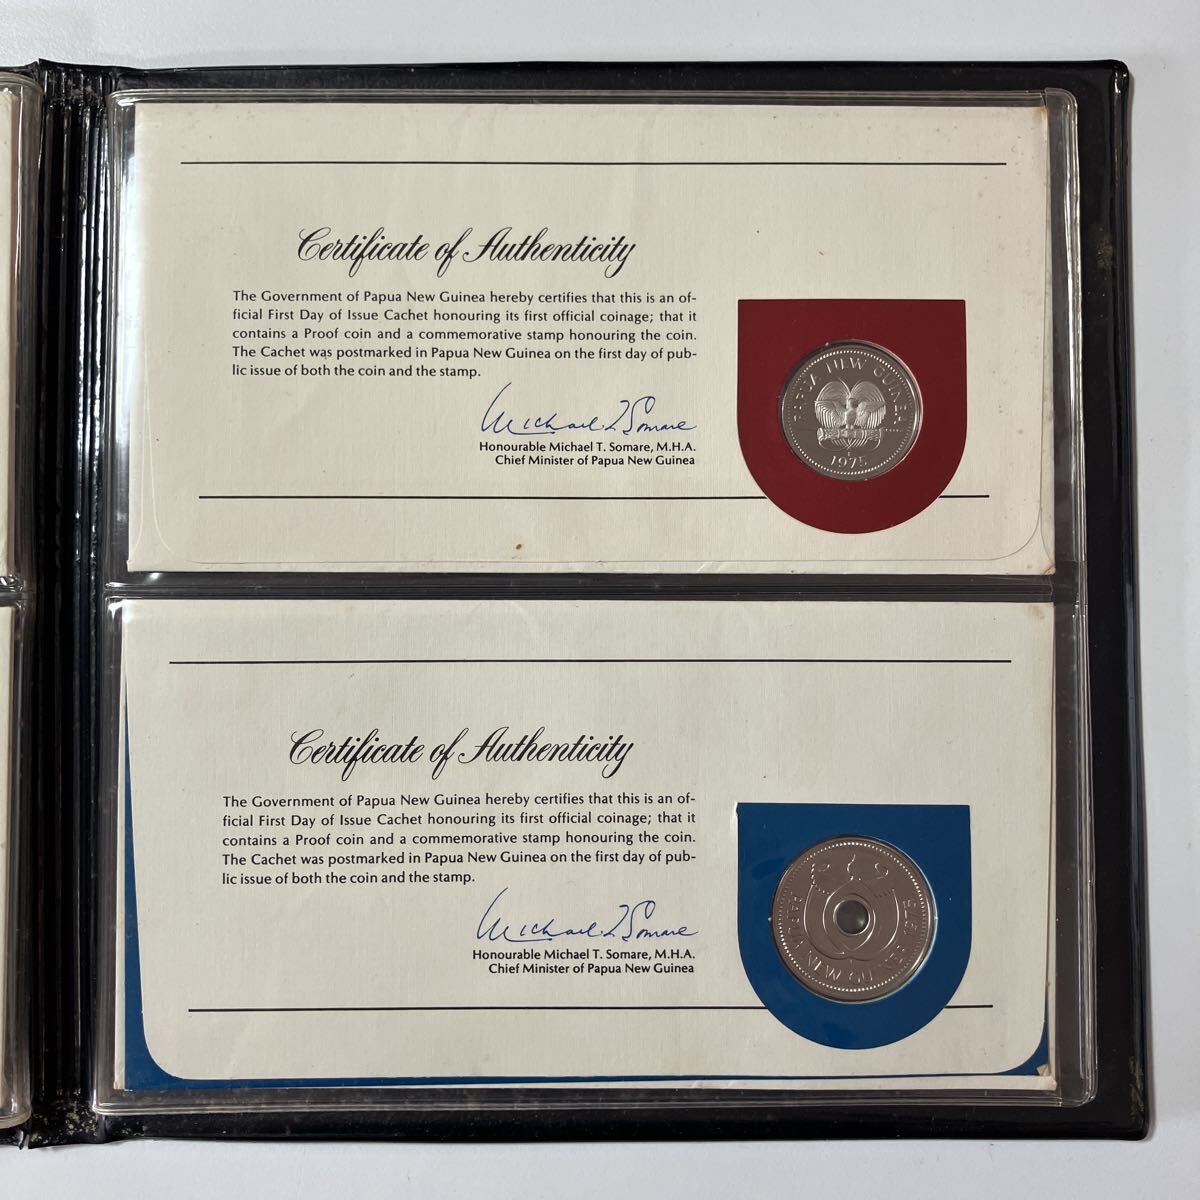 Certificate of Authenticity
The Government of Papua New Guinea hereby certifies that this is an of-
ficial First Day of Issue Cachet honouring its first official coinage; that it
contains a Proof coin and a commemorative stamp honouring the coin.
The Cachet was postmarked in Papua New Guinea on the first day of pub-
lic issue of both the coin and the stamp.
Michael T Somare
Honourable Michael T. Somare, M.H.A.
Chief Minister of Papua New Guinea
PAPUA NEW GUINEA
1975
Certificate of Authenticity
The Government of Papua New Guinea hereby certifies that this is an of-
ficial First Day of Issue Cachet honouring its first official coinage; that it
contains a Proof coin and a commemorative stamp honouring the coin.
The Cachet was postmarked in Papua New Guinea on the first day of pub-
lic issue of both the coin and the stamp.
Michael T Somare
Honourable Michael T. Somare, M.H.A.
Chief Minister of Papua New Guinea
PAPUA NEW GUINEA 1975